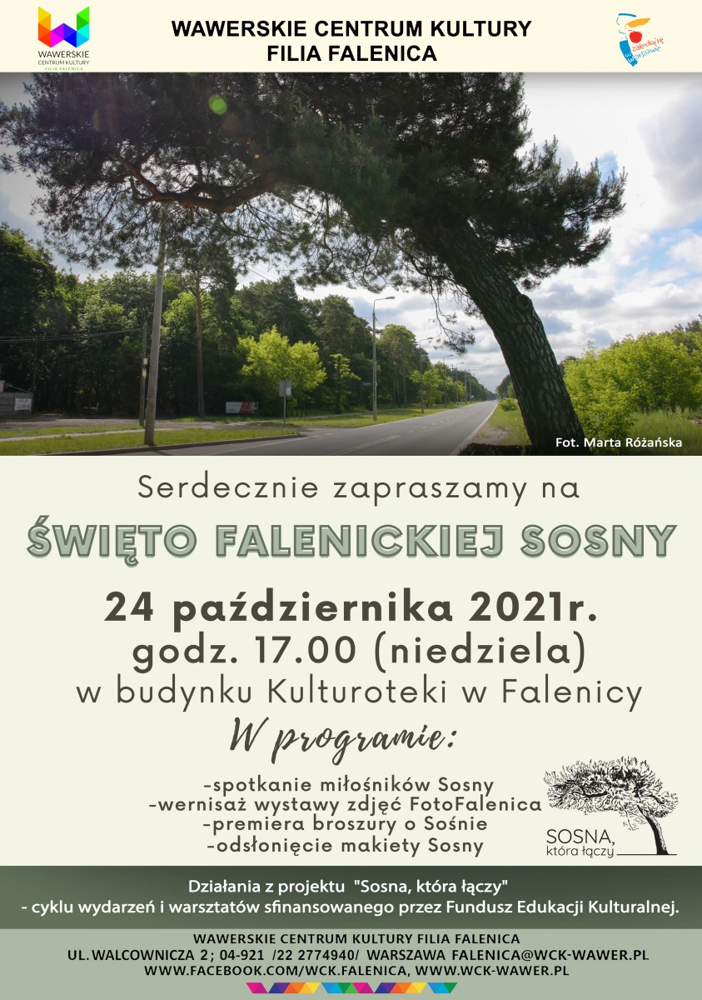 WAWERSKIE
CENTRUM KULTURY
FILIA FALENICA
WAWERSKIE CENTRUM KULTURY
FILIA FALENICA
zakochaj się
w Warszawie
Fot. Marta Różańska
Serdecznie zapraszamy na
ŚWIĘTO FALENICKIEJ SOSNY
24 października 2021r.
godz. 17.00 (niedziela)
w budynku Kulturoteki w Falenicy
W programie:
-spotkanie miłośników Sosny
-wernisaż wystawy zdjęć FotoFalenica
-premiera broszury o Sośnie
-odsłonięcie makiety Sosny
SOSNA,
która łączy
Działania z projektu "Sosna, która łączy"
- cyklu wydarzeń i warsztatów sfinansowanego przez Fundusz Edukacji Kulturalnej.
WAWERSKIE CENTRUM KULTURY FILIA FALENICA
UL. WALCOWNICZA 2; 04-921 /22 2774940/ WARSZAWA FALENICA@WCK-WAWER.PL
WWW.FACEBOOK.COM/WCK.FALENICA, WWW.WCK-WAWER.PL